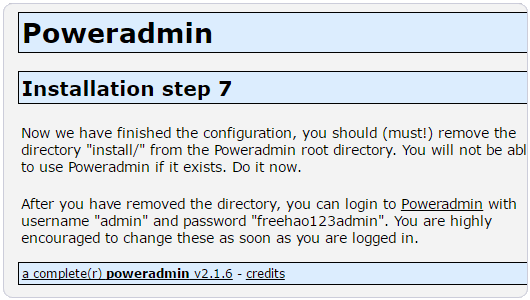 Poweradmin
Installation step 7
Now we have finished the configuration, you should (must!) remove the
directory "install/" from the Poweradmin root directory. You will not be abl
to use Poweradmin if it exists. Do it now.
After you have removed the directory, you can login to Poweradmin with
username "admin" and password "freehao123admin". You are highly
encouraged to change these as soon as you are logged in.
a complete(r) poweradmin v2.1.6 - credits